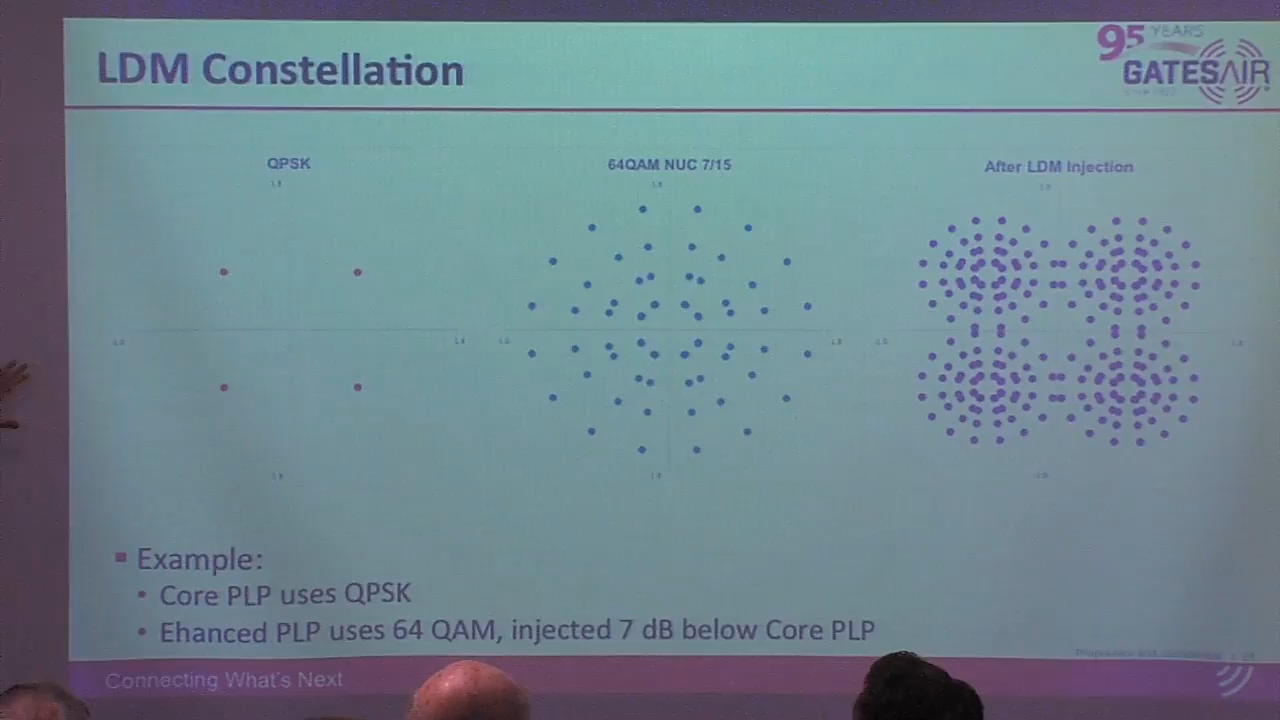 LDM Constellation
95 YEARS
GATESAIR
QPSK
64QAM NUC 7/15
After LDM Injection
Example:
Core PLP uses QPSK
Ehanced PLP uses 64 QAM, injected 7 dB below Core PLP
Connecting What's Next